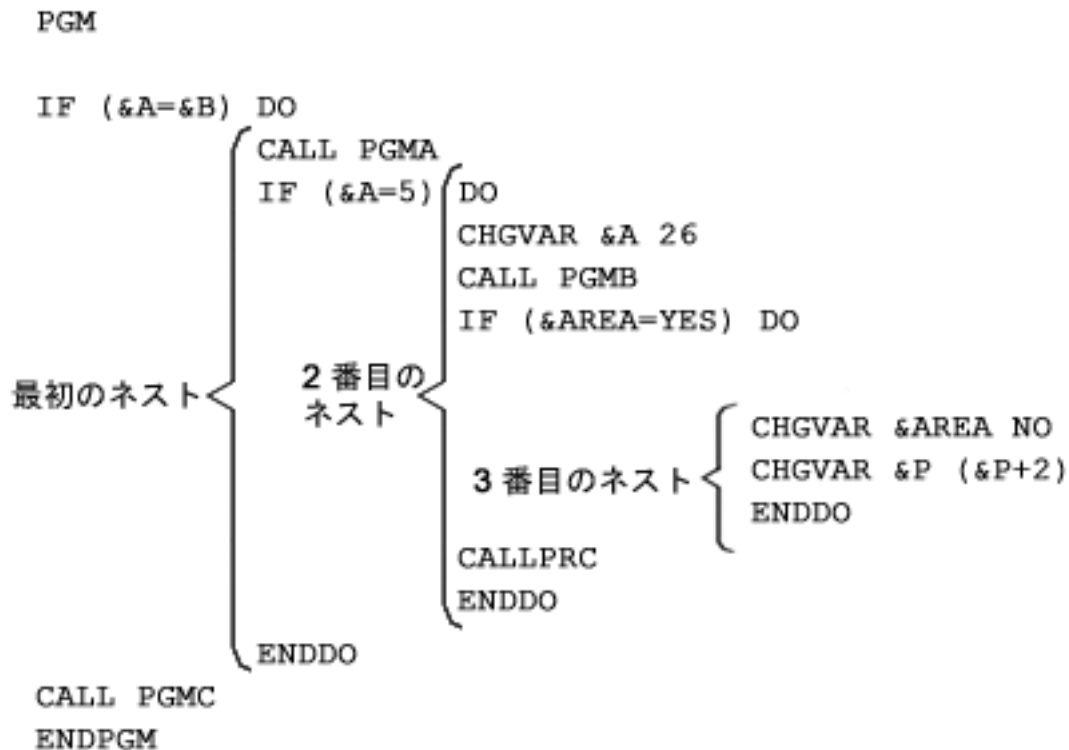 PGM
IF (&A=&B) DO
CALL PGMA
IF (&A=5) DO
CHGVAR &A 26
CALL PGMB
IF (&AREA=YES) DO
最初のネスト
2 番目の
ネスト
CHGVAR &AREA NO
3 番目のネスト
CHGVAR &P (&P+2)
ENDDO
CALLPRC
ENDDO
ENDDO
CALL PGMC
ENDPGM